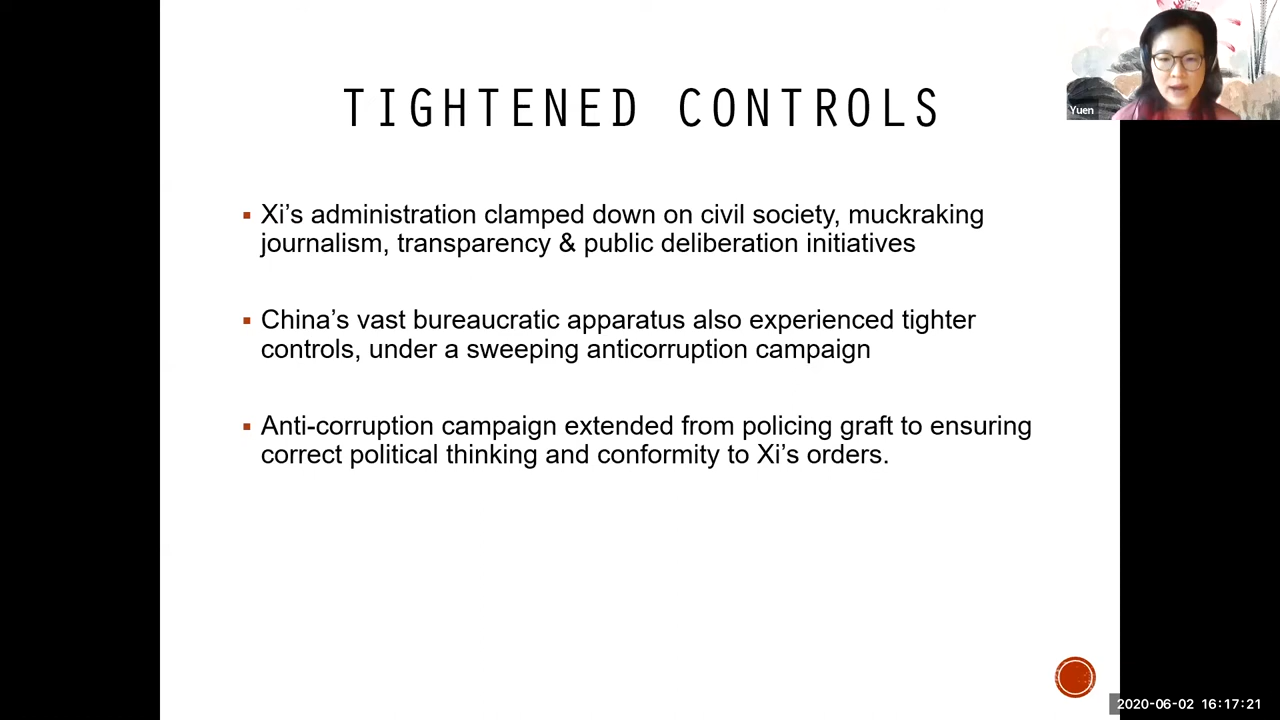 TIGHTENED CONTROLS
Yuen
▪ Xi’s administration clamped down on civil society, muckraking
journalism, transparency & public deliberation initiatives
▪ China’s vast bureaucratic apparatus also experienced tighter
controls, under a sweeping anticorruption campaign
▪ Anti-corruption campaign extended from policing graft to ensuring
correct political thinking and conformity to Xi’s orders.
2020-06-02 16:17:21